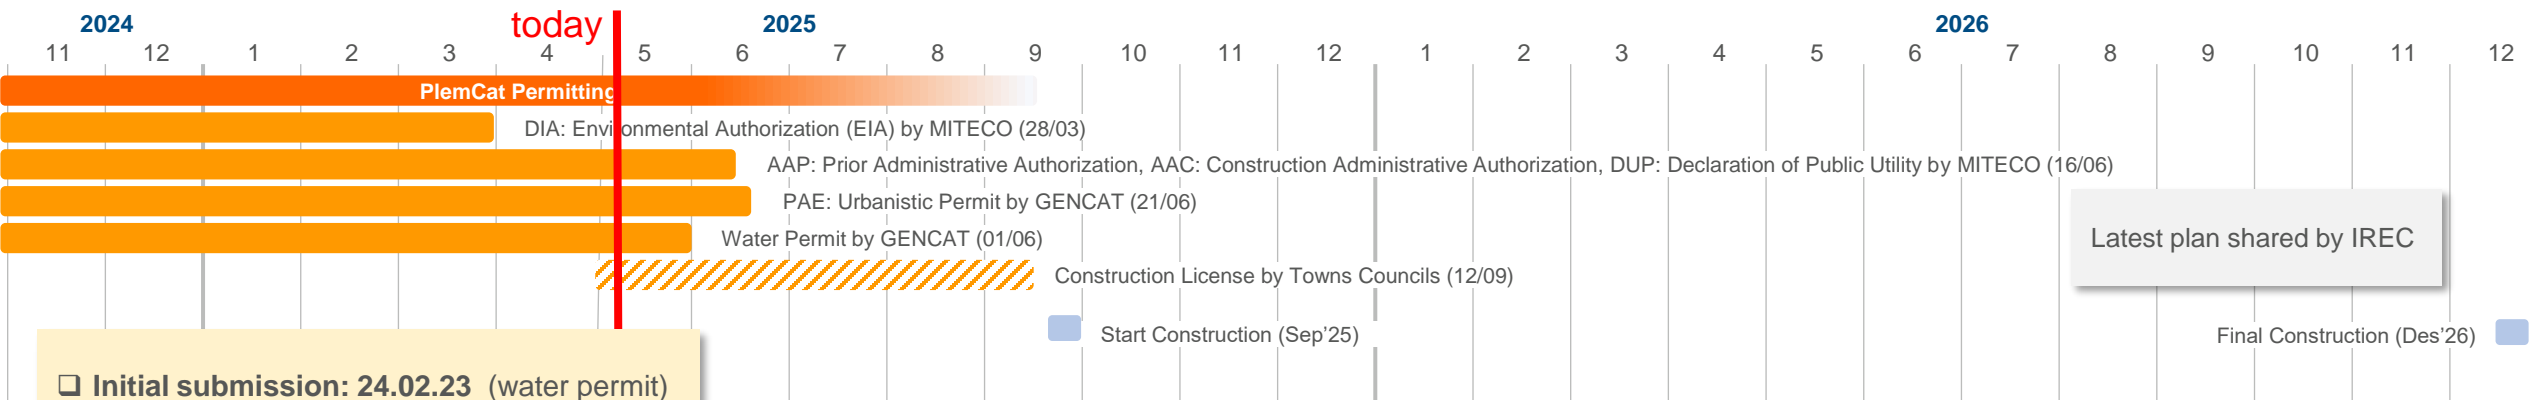 2024 today 2025 2026
11 12 1 2 3 4 5 6 7 8 9 10 11 12 1 2 3 4 5 6 7 8 9 10 11 12
PlemCat Permitting
DIA: Environmental Authorization (EIA) by MITECO (28/03)
AAP: Prior Administrative Authorization, AAC: Construction Administrative Authorization, DUP: Declaration of Public Utility by MITECO (16/06)
PAE: Urbanistic Permit by GENCAT (21/06)
Water Permit by GENCAT (01/06)
Latest plan shared by IREC
Construction License by Towns Councils (12/09)
Start Construction (Sep'25)
Final Construction (Des'26)
❑ Initial submission: 24.02.23 (water permit)